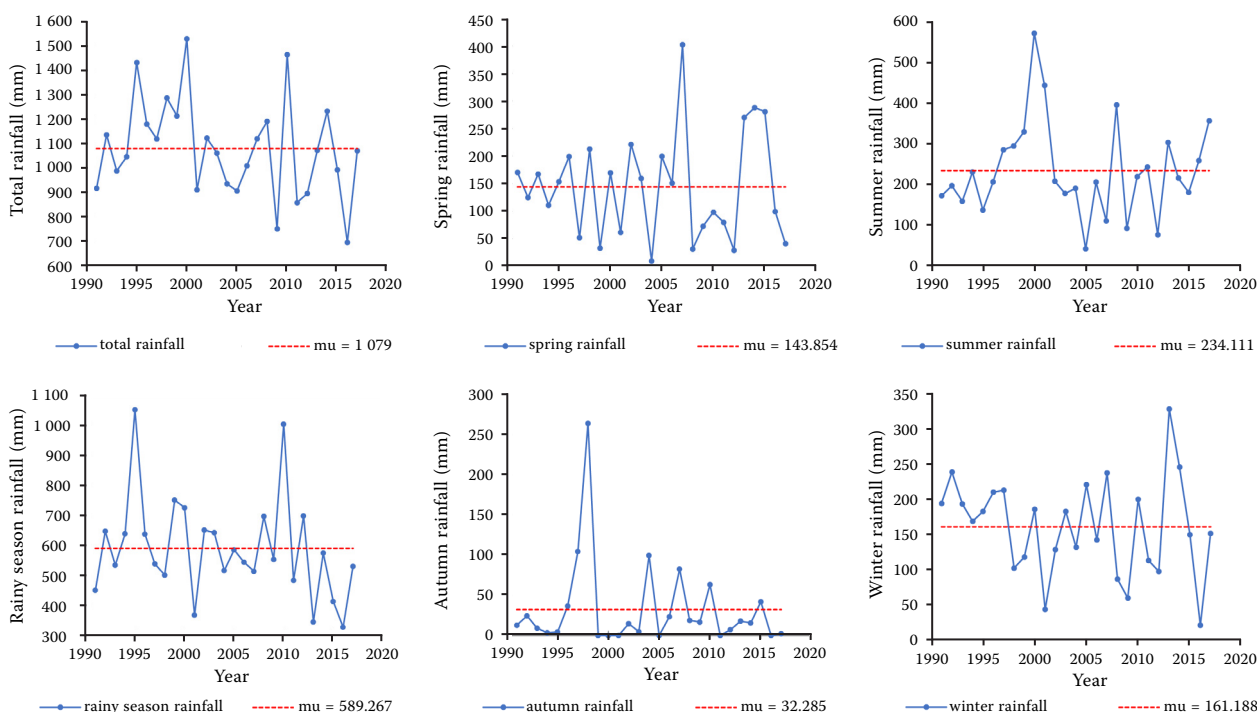 Total rainfall (mm)
1 600
1 500
1 400
1 300
1 200
1 100
1 000
900
800
700
600
1990 1995 2000 2005 2010 2015 2020
Year
total rainfall mu = 1 079
Spring rainfall (mm)
450
400
350
300
250
200
150
100
50
0
1990 1995 2000 2005 2010 2015 2020
Year
spring rainfall mu = 143.854
Summer rainfall (mm)
600
500
400
300
200
100
0
1990 1995 2000 2005 2010 2015 2020
Year
summer rainfall mu = 234.111
Rainy season rainfall (mm)
1 100
1 000
900
800
700
600
500
400
300
1990 1995 2000 2005 2010 2015 2020
Year
rainy season rainfall mu = 589.267
Autumn rainfall (mm)
300
250
200
150
100
50
0
1990 1995 2000 2005 2010 2015 2020
Year
autumn rainfall mu = 32.285
Winter rainfall (mm)
350
300
250
200
150
100
50
0
1990 1995 2000 2005 2010 2015 2020
Year
winter rainfall mu = 161.188